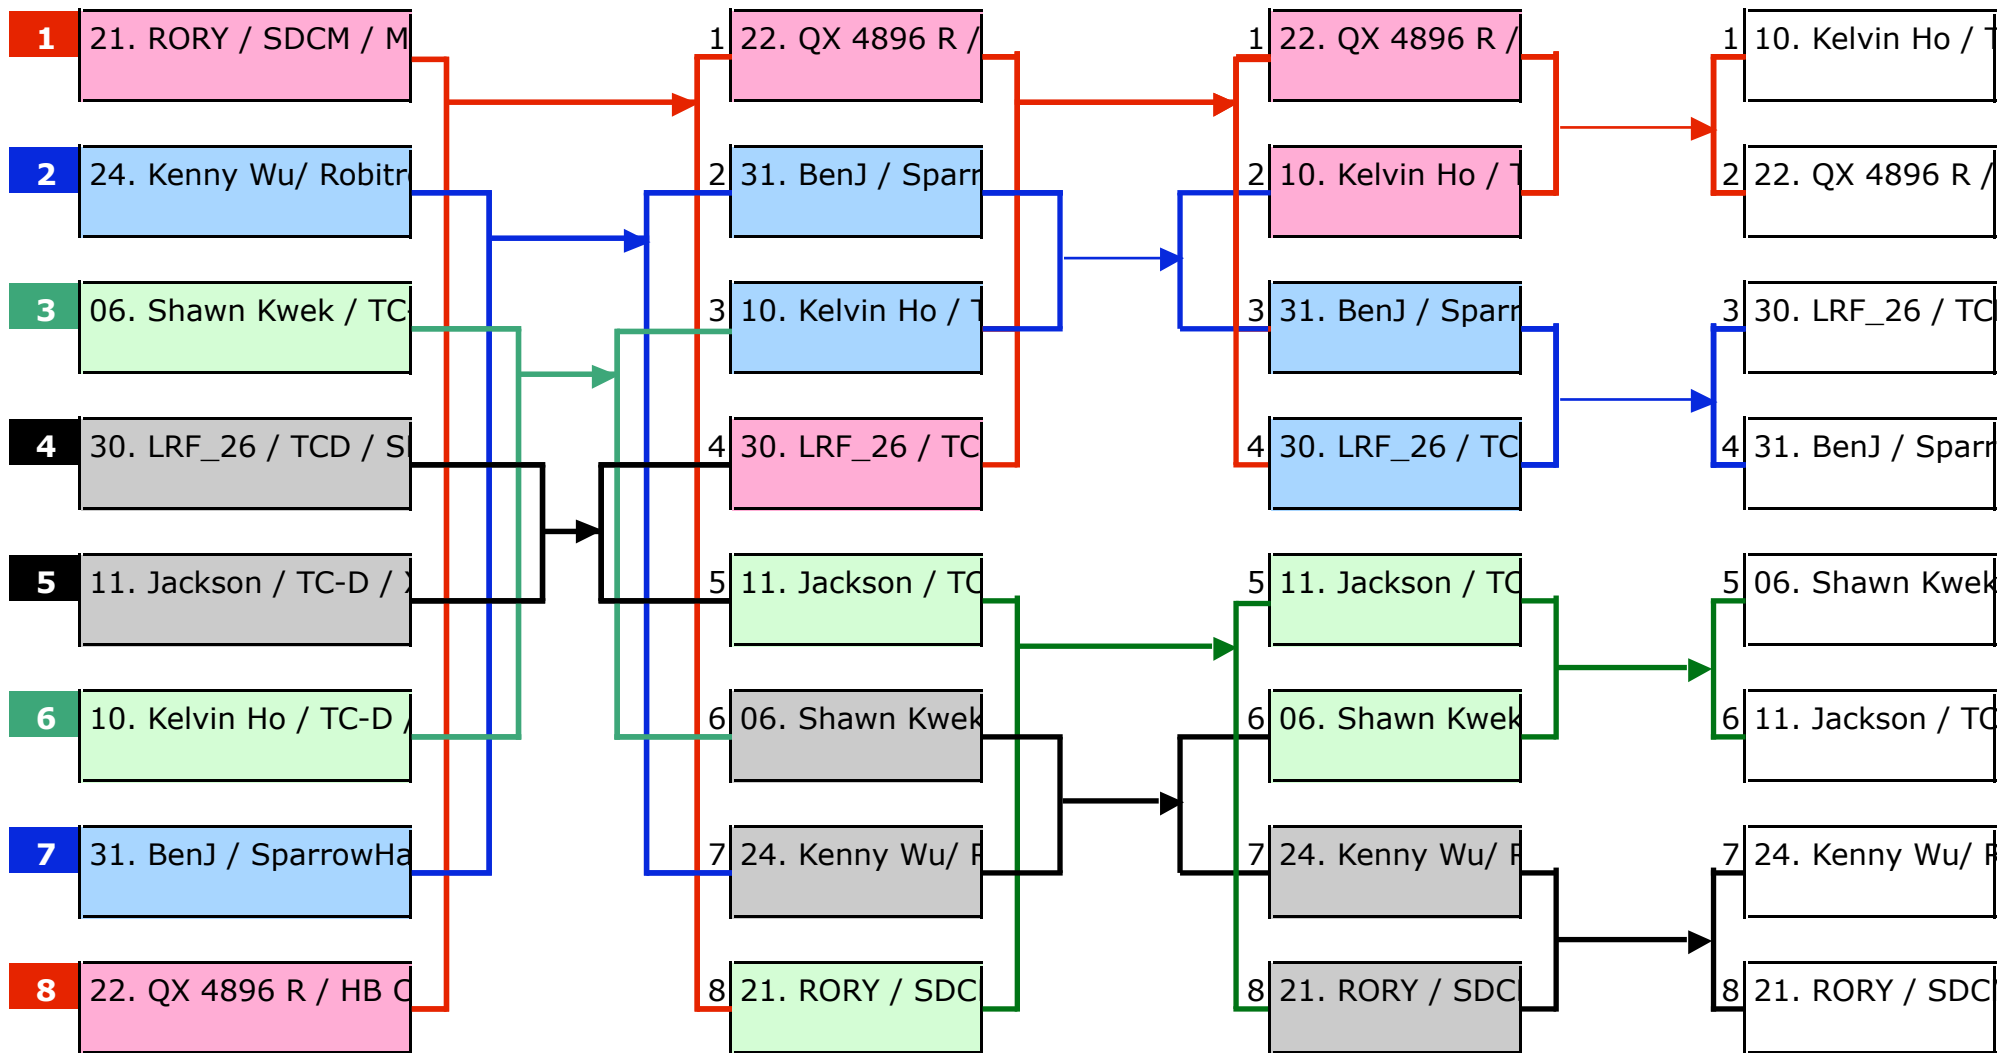 1 21. RORY / SDCM / M 1 22. QX 4896 R / 1 22. QX 4896 R / 1 10. Kelvin Ho / T
2 24. Kenny Wu/ Robitr 2 31. BenJ / Sparr 2 10. Kelvin Ho / T 2 22. QX 4896 R /
3 06. Shawn Kwek / TC- 3 10. Kelvin Ho / T 3 31. BenJ / Sparr 3 30. LRF_26 / TC
4 30. LRF_26 / TCD / S 4 30. LRF_26 / TC 4 30. LRF_26 / TC 4 31. BenJ / Sparr
5 11. Jackson / TC-D / X 5 11. Jackson / TC 5 11. Jackson / TC 5 06. Shawn Kwek
6 10. Kelvin Ho / TC-D / 6 06. Shawn Kwek 6 06. Shawn Kwek 6 11. Jackson / TC
7 31. BenJ / SparrowHa 7 24. Kenny Wu/ R 7 24. Kenny Wu/ R 7 24. Kenny Wu/ R
8 22. QX 4896 R / HB C 8 21. RORY / SDC 8 21. RORY / SDC 8 21. RORY / SDC